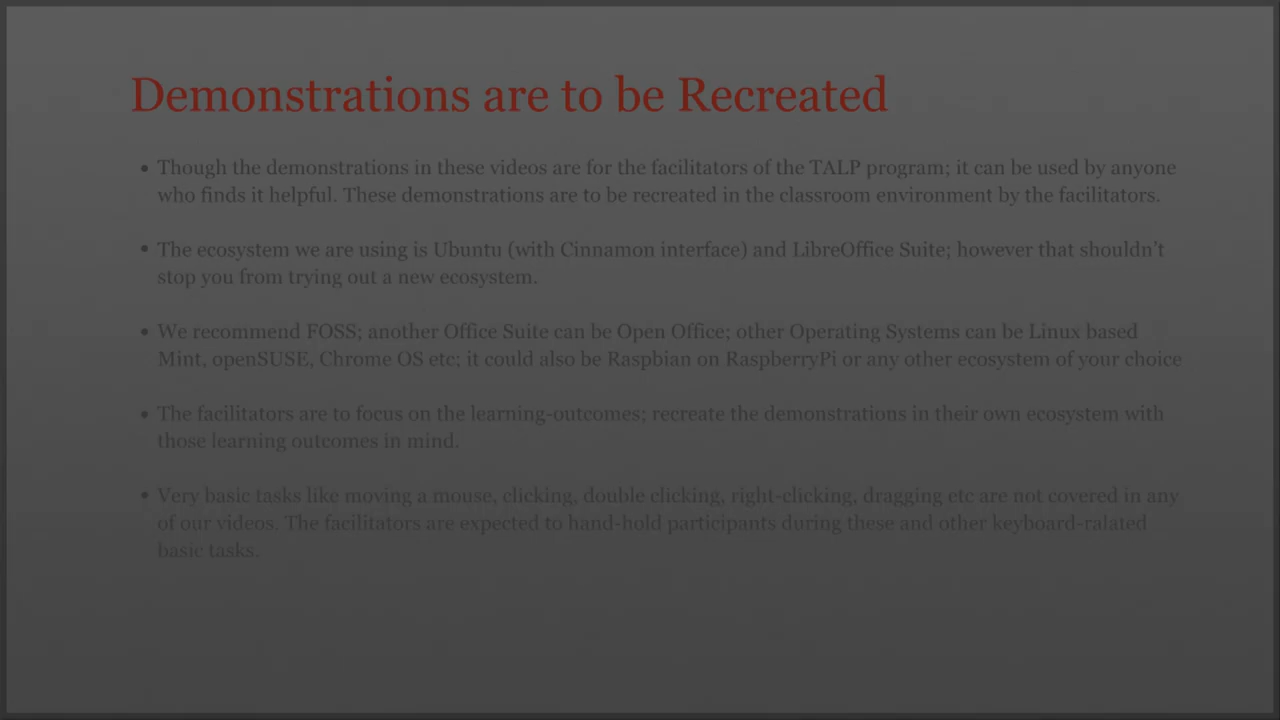 Demonstrations are to be Recreated
• Though the demonstrations in these videos are for the facilitators of the TALP program; it can be used by anyone
who finds it helpful. These demonstrations are to be recreated in the classroom environment by the facilitators.
• The ecosystem we are using is Ubuntu (with Cinnamon interface) and LibreOffice Suite; however that shouldn't
stop you from trying out a new ecosystem.
• We recommend FOSS; another Office Suite can be Open Office; other Operating Systems can be Linux based
Mint, openSUSE, Chrome OS etc; it could also be Raspbian on RaspberryPi or any other ecosystem of your choice
• The facilitators are to focus on the learning-outcomes; recreate the demonstrations in their own ecosystem with
those learning outcomes in mind.
• Very basic tasks like moving a mouse, clicking, double clicking, right-clicking, dragging etc are not covered in any
of our videos. The facilitators are expected to hand-hold participants during these and other keyboard-ralated
basic tasks.